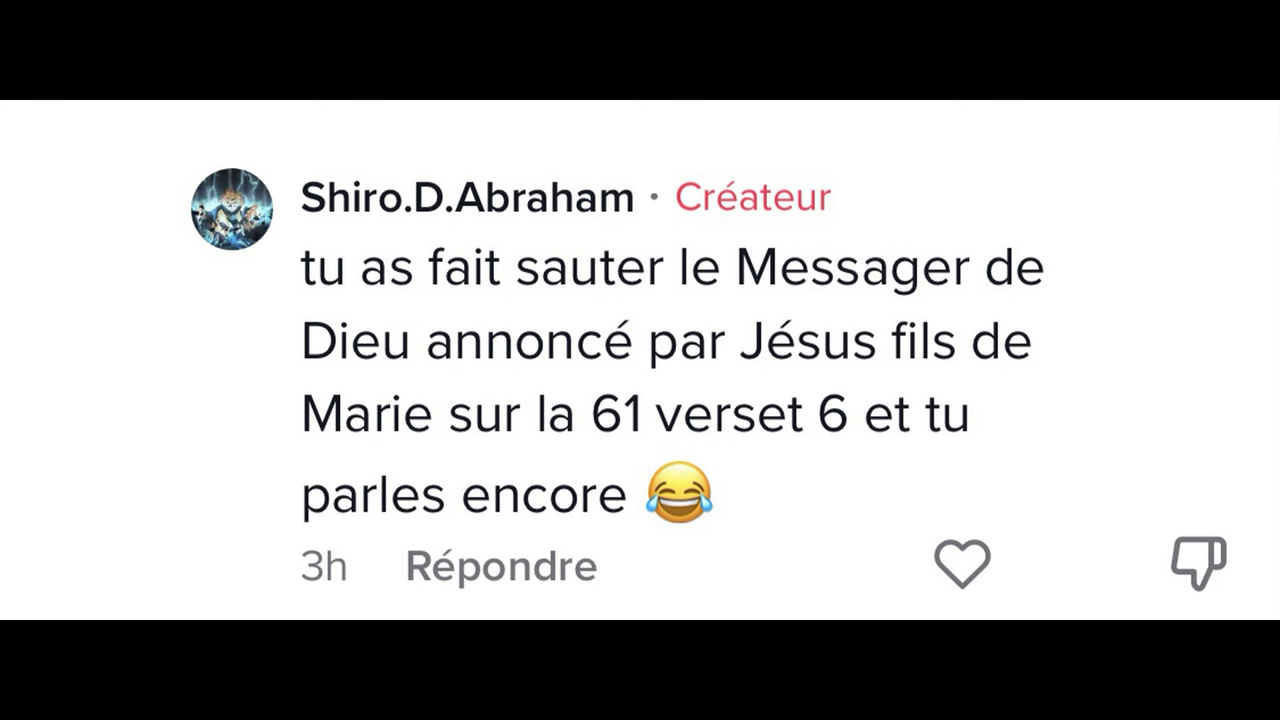 Shiro.D.Abraham · Créateur
tu as fait sauter le Messager de
Dieu annoncé par Jésus fils de
Marie sur la 61 verset 6 et tu
parles encore 😂
3h Répondre